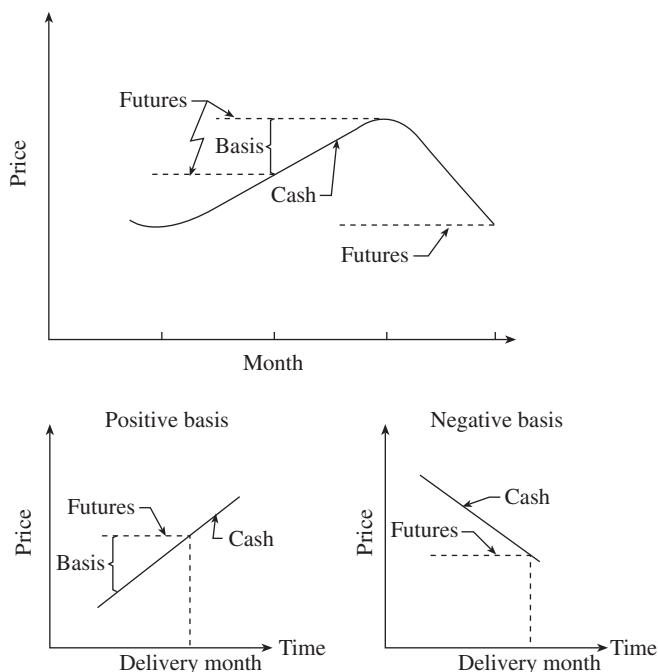 Futures
Basis
Price
Cash
Futures
Month
Positive basis
Futures
Price
Cash
Basis
Time
Delivery month
Negative basis
Cash
Futures
Price
Time
Delivery month